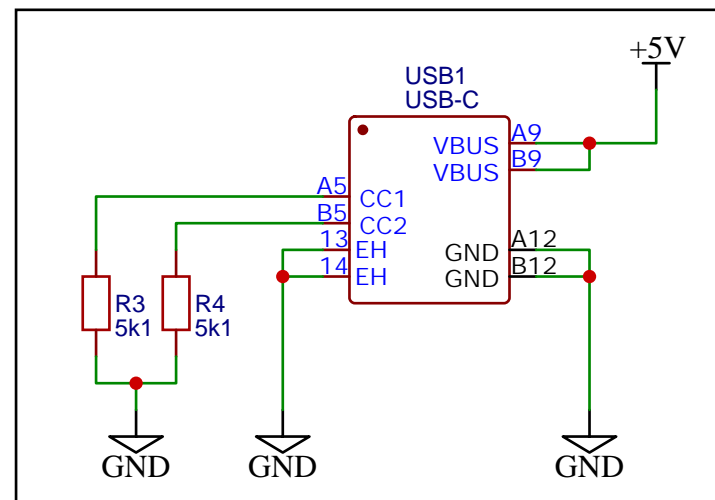 +5V
USB1
USB-C
A9
VBUS
B9
VBUS
A5
CC1
B5
CC2
13
EH
14
EH
A12
GND
B12
GND
R3
5k1
R4
5k1
GND
GND
GND